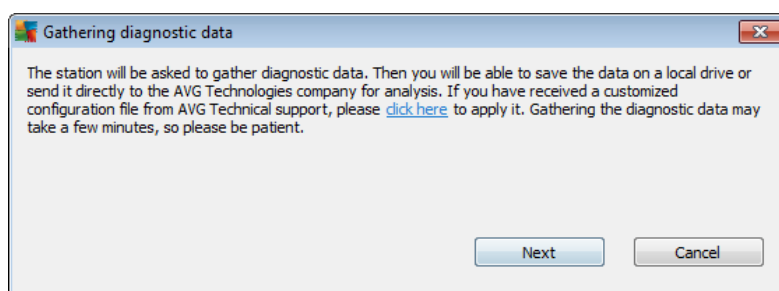 Gathering diagnostic data
The station will be asked to gather diagnostic data. Then you will be able to save the data on a local drive or
send it directly to the AVG Technologies company for analysis. If you have received a customized
configuration file from AVG Technical support, please click here to apply it. Gathering the diagnostic data may
take a few minutes, so please be patient.
Next
Cancel